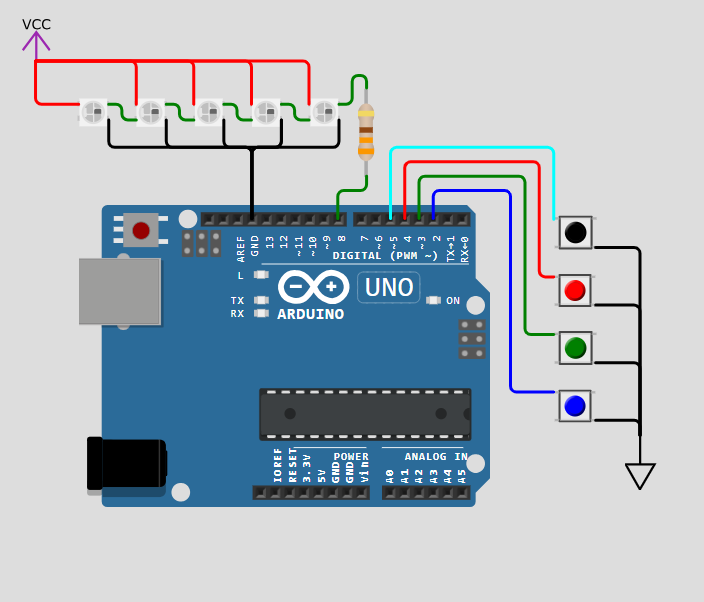 VCC
AREF
GND
13
12
~11
~10
~9
8
7
~6
~5
4
~3
2
TX→1
RX←0
DIGITAL (PWM ~)
L
TX
RX
UNO
ON
ARDUINO
POWER
ANALOG IN
IOREF
RESET
3.3V
5V
GND
GND
Vin
A0
A1
A2
A3
A4
A5